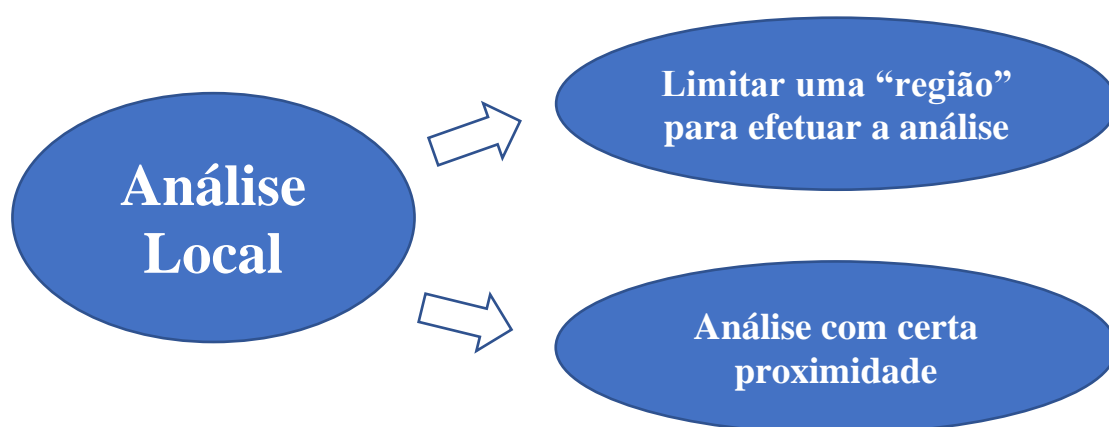 Análise
Local
Limitar uma “região”
para efetuar a análise
Análise com certa
proximidade